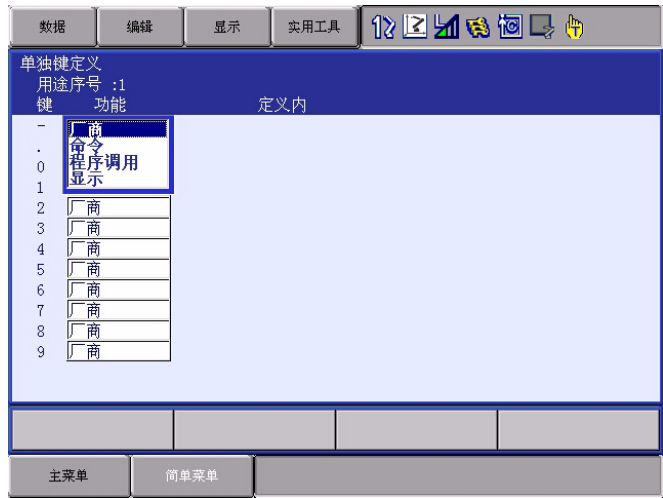 数据 编辑 显示 实用工具
单独键定义
用途序号 :1
键 功能 定义内
- 厂商
. 命令
0 程序调用
1 显示
2 厂商
3 厂商
4 厂商
5 厂商
6 厂商
7 厂商
8 厂商
9 厂商
主菜单 简单菜单